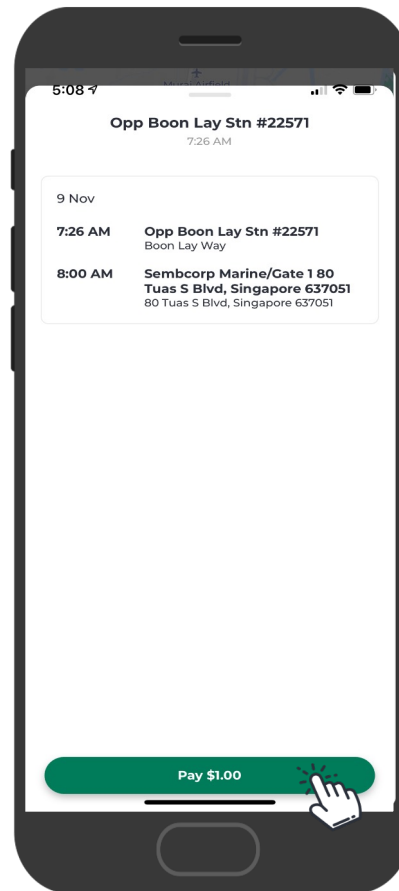 5:08
Murai Airfield
Opp Boon Lay Stn #22571
7:26 AM
9 Nov
7:26 AM
Opp Boon Lay Stn #22571
Boon Lay Way
8:00 AM
Sembcorp Marine/Gate 1 80
Tuas S Blvd, Singapore 637051
80 Tuas S Blvd, Singapore 637051
Pay $1.00